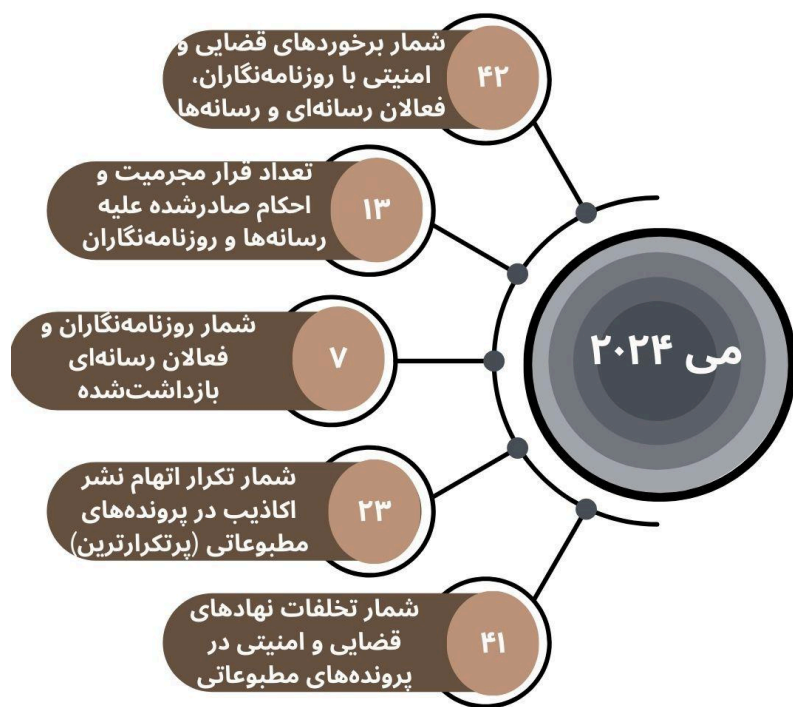 می ۲۰۲۴
شمار برخوردهای قضایی و
امنیتی با روزنامه‌نگاران،
فعالان رسانه‌ای و رسانه‌ها
۴۲
تعداد قرار مجرمیت و
احکام صادرشده علیه
رسانه‌ها و روزنامه‌نگاران
۱۳
شمار روزنامه‌نگاران و
فعالان رسانه‌ای
بازداشت‌شده
۷
شمار تکرار اتهام نشر
اکاذیب در پرونده‌های
مطبوعاتی (پرتکرارترین)
۲۳
شمار تخلفات نهادهای
قضایی و امنیتی در
پرونده‌های مطبوعاتی
۴۱